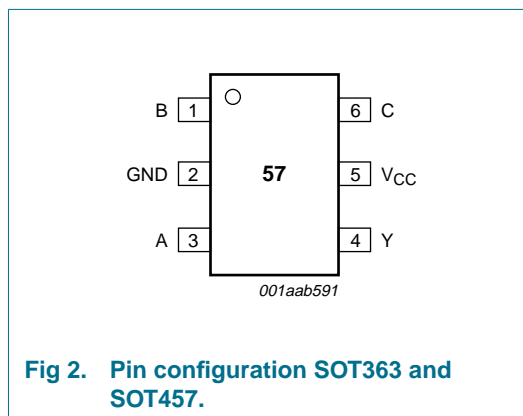 B 1 6 C
GND 2 57 5 VCC
A 3 4 Y
001aab591
Fig 2. Pin configuration SOT363 and
SOT457.